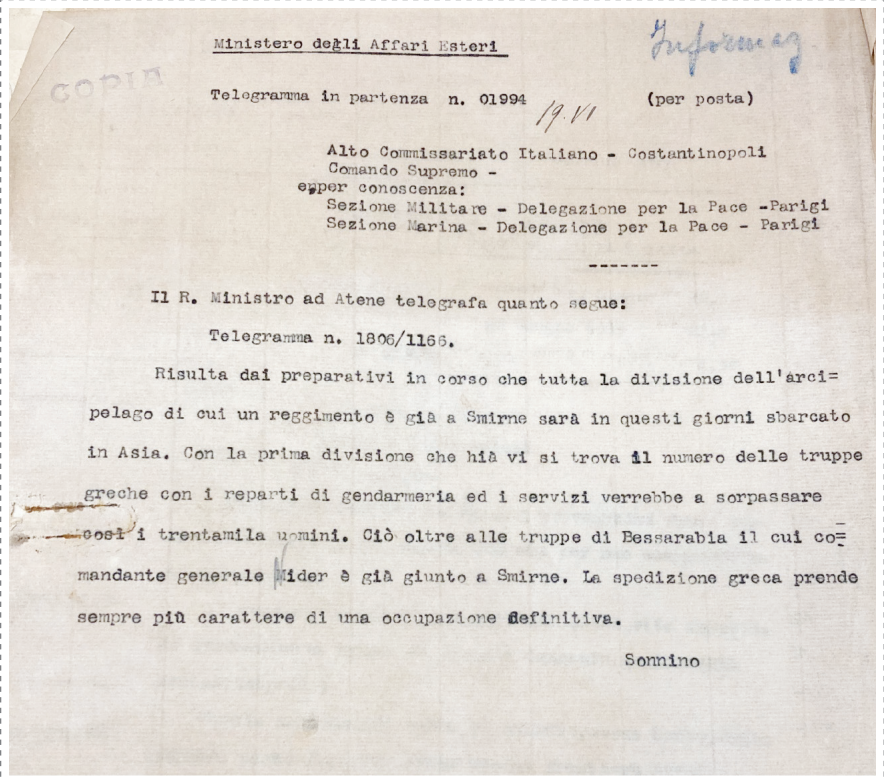 Ministero degli Affari Esteri
Informaz.
COPIA
Telegramma in partenza n. 01994 (per posta)
19.VI
Alto Commissariato Italiano - Costantinopoli
Comando Supremo -
epper conoscenza:
Sezione Militare - Delegazione per la Pace -Parigi
Sezione Marina - Delegazione per la Pace - Parigi
-------
Il R. Ministro ad Atene telegrafa quanto segue:
Telegramma n. 1806/1166.
Risulta dai preparativi in corso che tutta la divisione dell'arci=
pelago di cui un reggimento è già a Smirne sarà in questi giorni sbarcato
in Asia. Con la prima divisione che hià vi si trova il numero delle truppe
greche con i reparti di gendarmeria ed i servizi verrebbe a sorpassare
così i trentamila uomini. Ciò oltre alle truppe di Bessarabia il cui co=
mandante generale Nider è già giunto a Smirne. La spedizione greca prende
sempre più carattere di una occupazione definitiva.
Sonnino